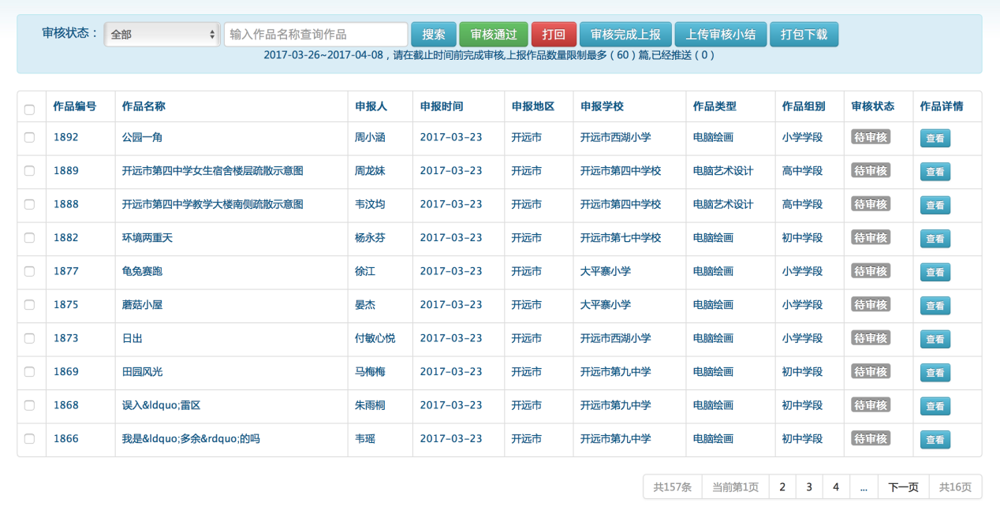 审核状态： 全部 输入作品名称查询作品 搜索 审核通过 打回 审核完成上报 上传审核小结 打包下载
2017-03-26~2017-04-08，请在截止时间前完成审核,上报作品数量限制最多（60）篇,已经推送（0）
作品编号 作品名称 申报人 申报时间 申报地区 申报学校 作品类型 作品组别 审核状态 作品详情
1892 公园一角 周小涵 2017-03-23 开远市 开远市西湖小学 电脑绘画 小学学段 待审核 查看
1889 开远市第四中学女生宿舍楼层疏散示意图 周龙妹 2017-03-23 开远市 开远市第四中学校 电脑艺术设计 高中学段 待审核 查看
1888 开远市第四中学教学大楼南侧疏散示意图 韦汶均 2017-03-23 开远市 开远市第四中学校 电脑艺术设计 高中学段 待审核 查看
1882 环境两重天 杨永芬 2017-03-23 开远市 开远市第七中学校 电脑绘画 初中学段 待审核 查看
1877 龟兔赛跑 徐江 2017-03-23 开远市 大平寨小学 电脑绘画 小学学段 待审核 查看
1875 蘑菇小屋 晏杰 2017-03-23 开远市 大平寨小学 电脑绘画 小学学段 待审核 查看
1873 日出 付敏心悦 2017-03-23 开远市 开远市西湖小学 电脑绘画 小学学段 待审核 查看
1869 田园风光 马梅梅 2017-03-23 开远市 开远市第九中学 电脑绘画 初中学段 待审核 查看
1868 误入&ldquo;雷区 朱雨桐 2017-03-23 开远市 开远市第九中学 电脑绘画 初中学段 待审核 查看
1866 我是&ldquo;多余&rdquo;的吗 韦瑶 2017-03-23 开远市 开远市第九中学 电脑绘画 初中学段 待审核 查看
共157条 当前第1页 2 3 4 ... 下一页 共16页